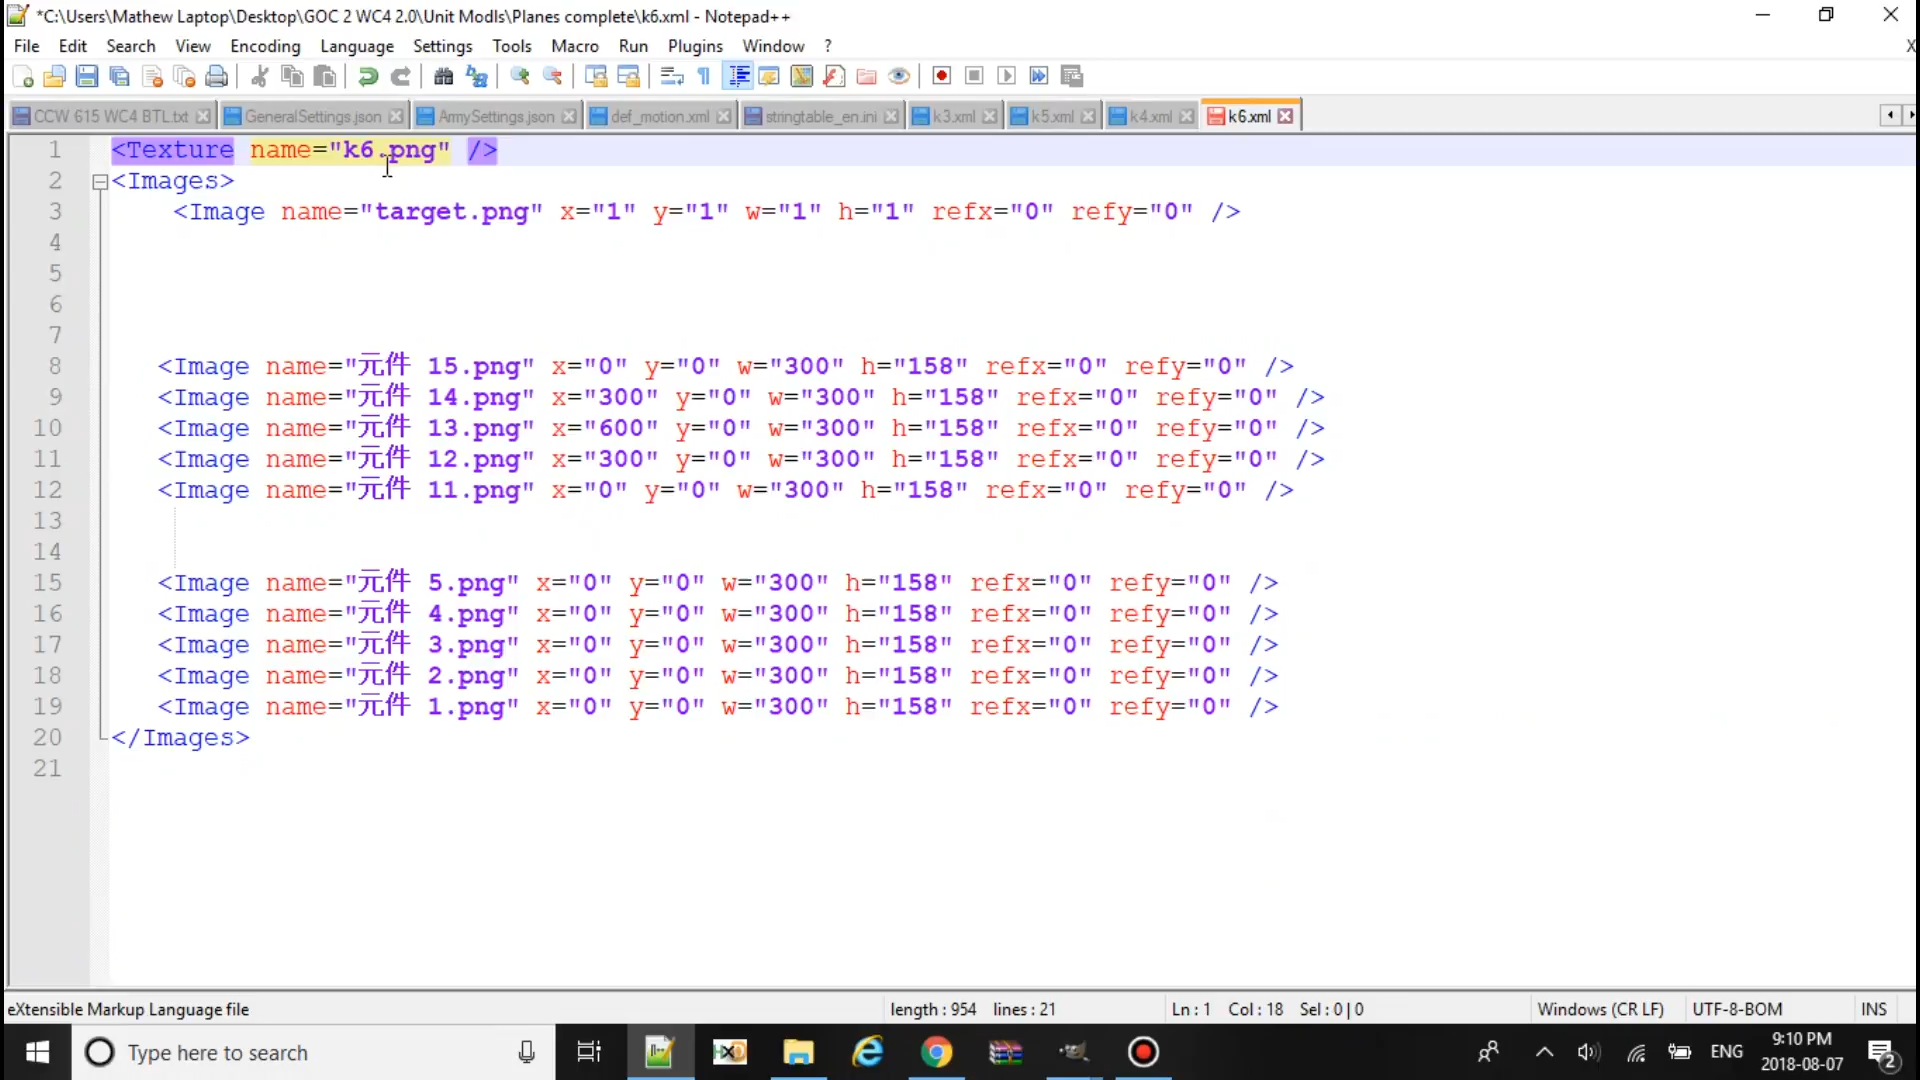 *C:\Users\Mathew Laptop\Desktop\GOC 2 WC4 2.0\Unit Modls\Planes complete\k6.xml - Notepad++
File Edit Search View Encoding Language Settings Tools Macro Run Plugins Window ? X
CCW 615 WC4 BTL.txt GeneralSettings.json ArmySettings.json def_motion.xml stringtable_en.ini k3.xml k5.xml k4.xml k6.xml
1 <Texture name="k6.png" />
2 <Images>
3 <Image name="target.png" x="1" y="1" w="1" h="1" refx="0" refy="0" />
4
5
6
7
8 <Image name="元件 15.png" x="0" y="0" w="300" h="158" refx="0" refy="0" />
9 <Image name="元件 14.png" x="300" y="0" w="300" h="158" refx="0" refy="0" />
10 <Image name="元件 13.png" x="600" y="0" w="300" h="158" refx="0" refy="0" />
11 <Image name="元件 12.png" x="300" y="0" w="300" h="158" refx="0" refy="0" />
12 <Image name="元件 11.png" x="0" y="0" w="300" h="158" refx="0" refy="0" />
13
14
15 <Image name="元件 5.png" x="0" y="0" w="300" h="158" refx="0" refy="0" />
16 <Image name="元件 4.png" x="0" y="0" w="300" h="158" refx="0" refy="0" />
17 <Image name="元件 3.png" x="0" y="0" w="300" h="158" refx="0" refy="0" />
18 <Image name="元件 2.png" x="0" y="0" w="300" h="158" refx="0" refy="0" />
19 <Image name="元件 1.png" x="0" y="0" w="300" h="158" refx="0" refy="0" />
20 </Images>
21
eXtensible Markup Language file length : 954 lines : 21 Ln : 1 Col : 18 Sel : 0 | 0 Windows (CR LF) UTF-8-BOM INS
Type here to search ENG 9:10 PM
2018-08-07 2